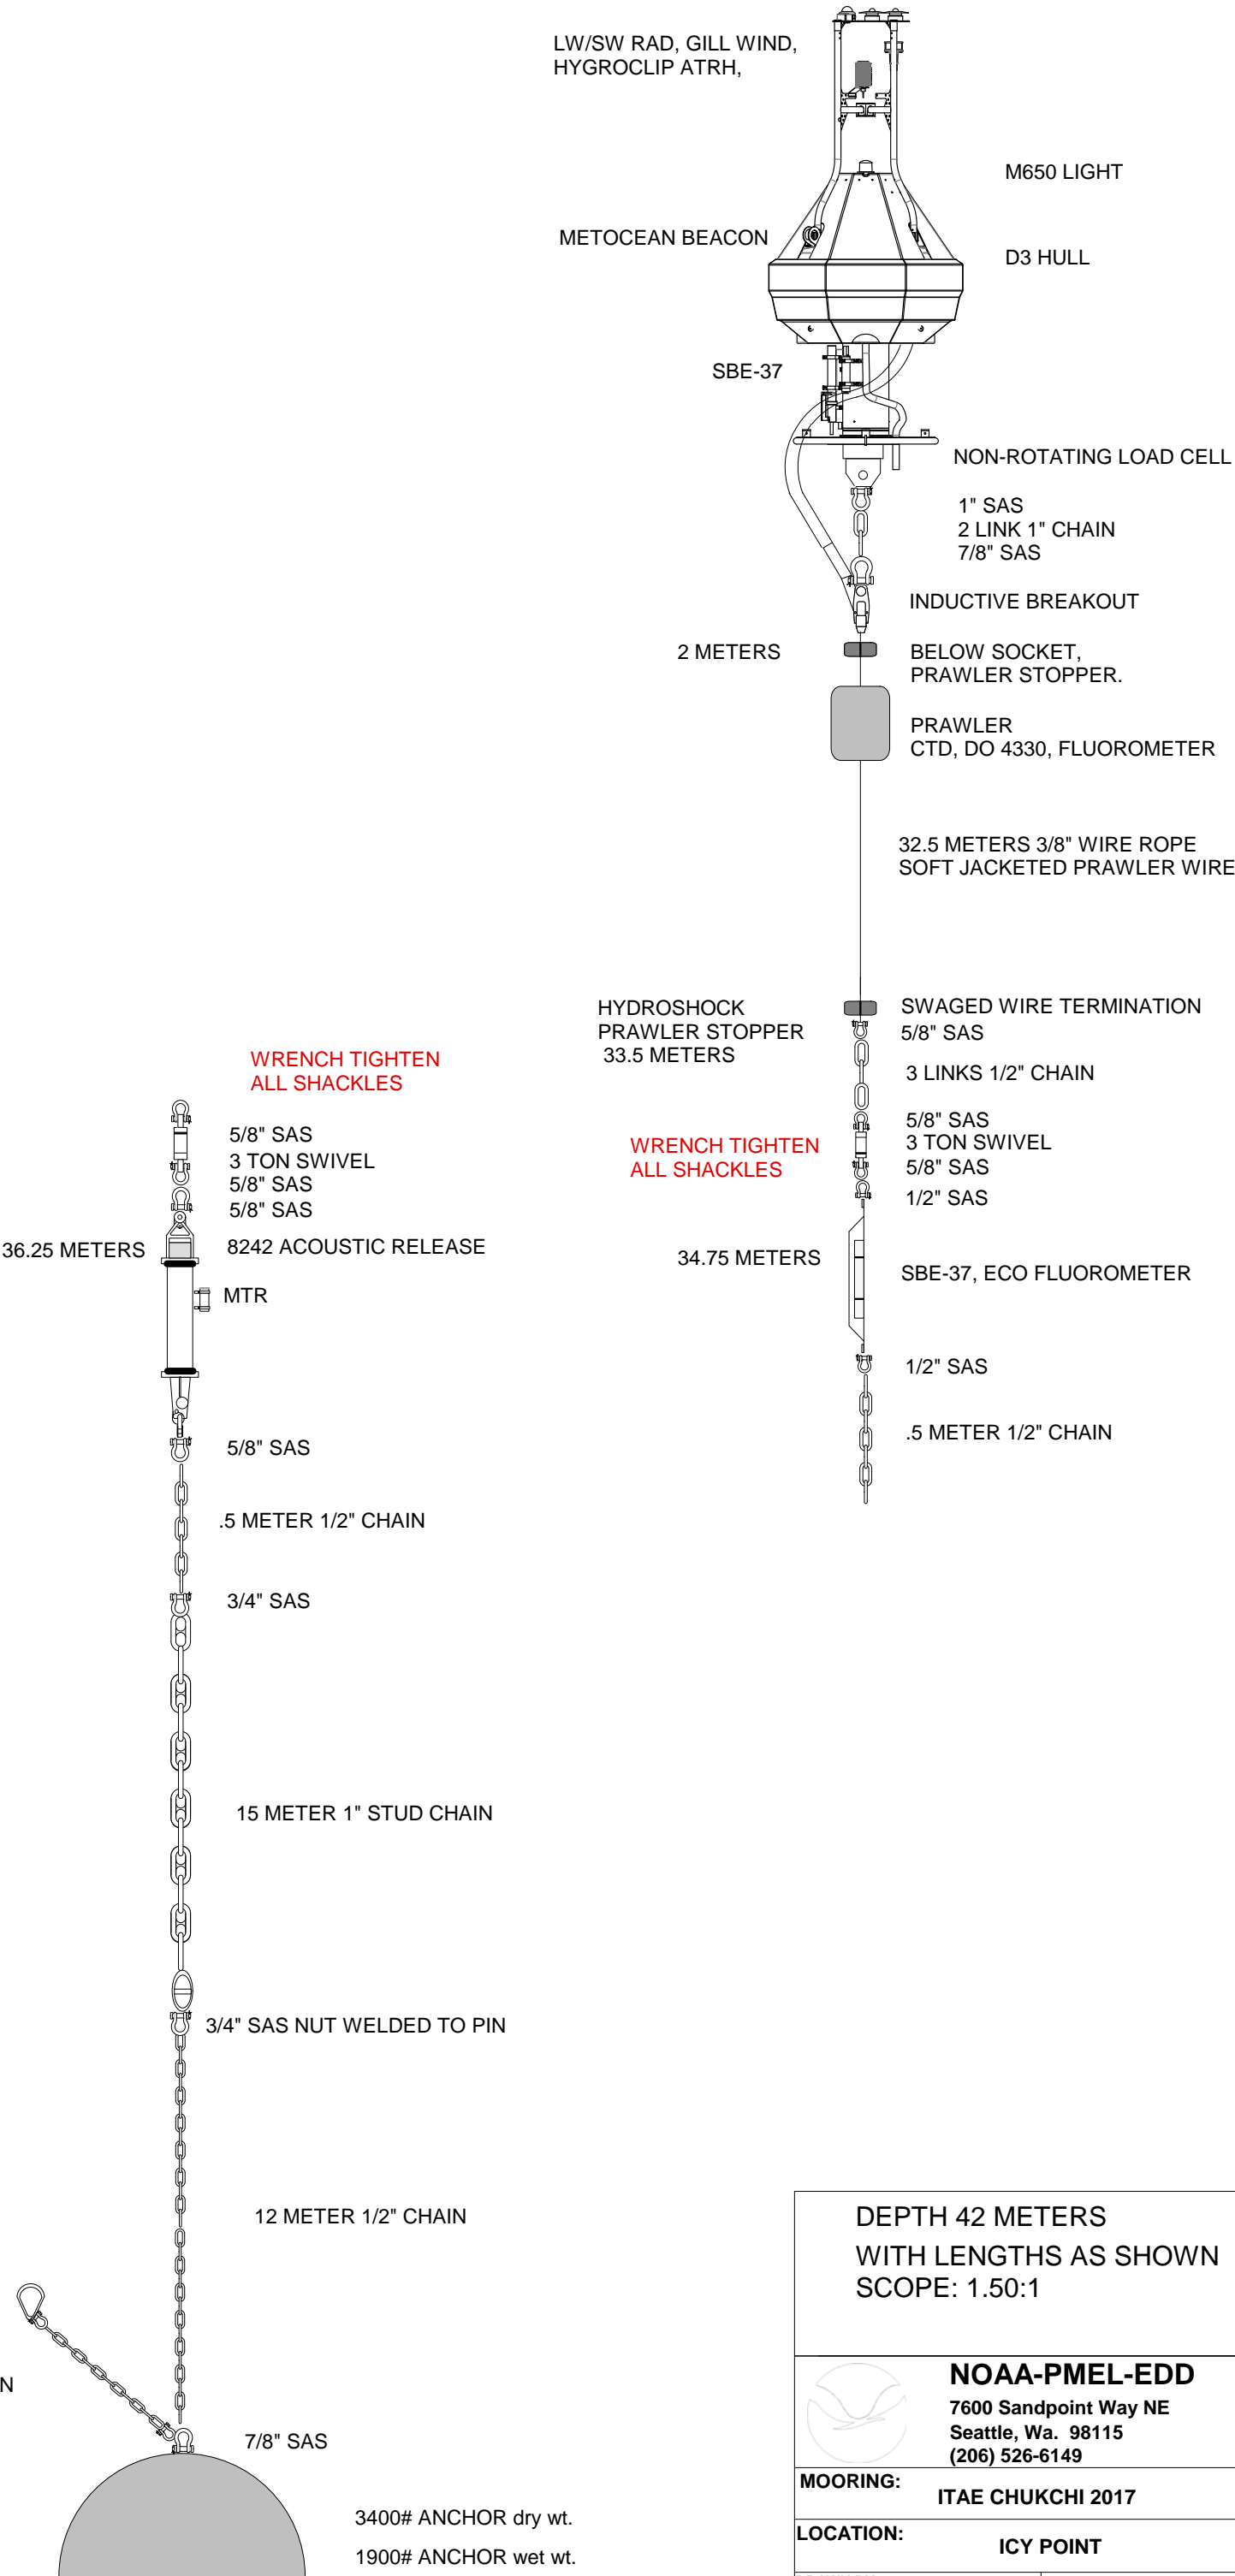 LW/SW RAD, GILL WIND,
HYGROCLIP ATRH,
M650 LIGHT
METOCEAN BEACON
D3 HULL
SBE-37
NON-ROTATING LOAD CELL
1" SAS
2 LINK 1" CHAIN
7/8" SAS
INDUCTIVE BREAKOUT
2 METERS
BELOW SOCKET,
PRAWLER STOPPER.
PRAWLER
CTD, DO 4330, FLUOROMETER
32.5 METERS 3/8" WIRE ROPE
SOFT JACKETED PRAWLER WIRE
HYDROSHOCK
PRAWLER STOPPER
33.5 METERS
SWAGED WIRE TERMINATION
5/8" SAS
3 LINKS 1/2" CHAIN
5/8" SAS
3 TON SWIVEL
5/8" SAS
1/2" SAS
WRENCH TIGHTEN
ALL SHACKLES
34.75 METERS
SBE-37, ECO FLUOROMETER
1/2" SAS
.5 METER 1/2" CHAIN
WRENCH TIGHTEN
ALL SHACKLES
5/8" SAS
3 TON SWIVEL
5/8" SAS
5/8" SAS
36.25 METERS
8242 ACOUSTIC RELEASE
MTR
5/8" SAS
.5 METER 1/2" CHAIN
3/4" SAS
15 METER 1" STUD CHAIN
3/4" SAS NUT WELDED TO PIN
12 METER 1/2" CHAIN
N
7/8" SAS
3400# ANCHOR dry wt.
1900# ANCHOR wet wt.
DEPTH 42 METERS
WITH LENGTHS AS SHOWN
SCOPE: 1.50:1
NOAA-PMEL-EDD
7600 Sandpoint Way NE
Seattle, Wa. 98115
(206) 526-6149
MOORING:
ITAE CHUKCHI 2017
LOCATION:
ICY POINT